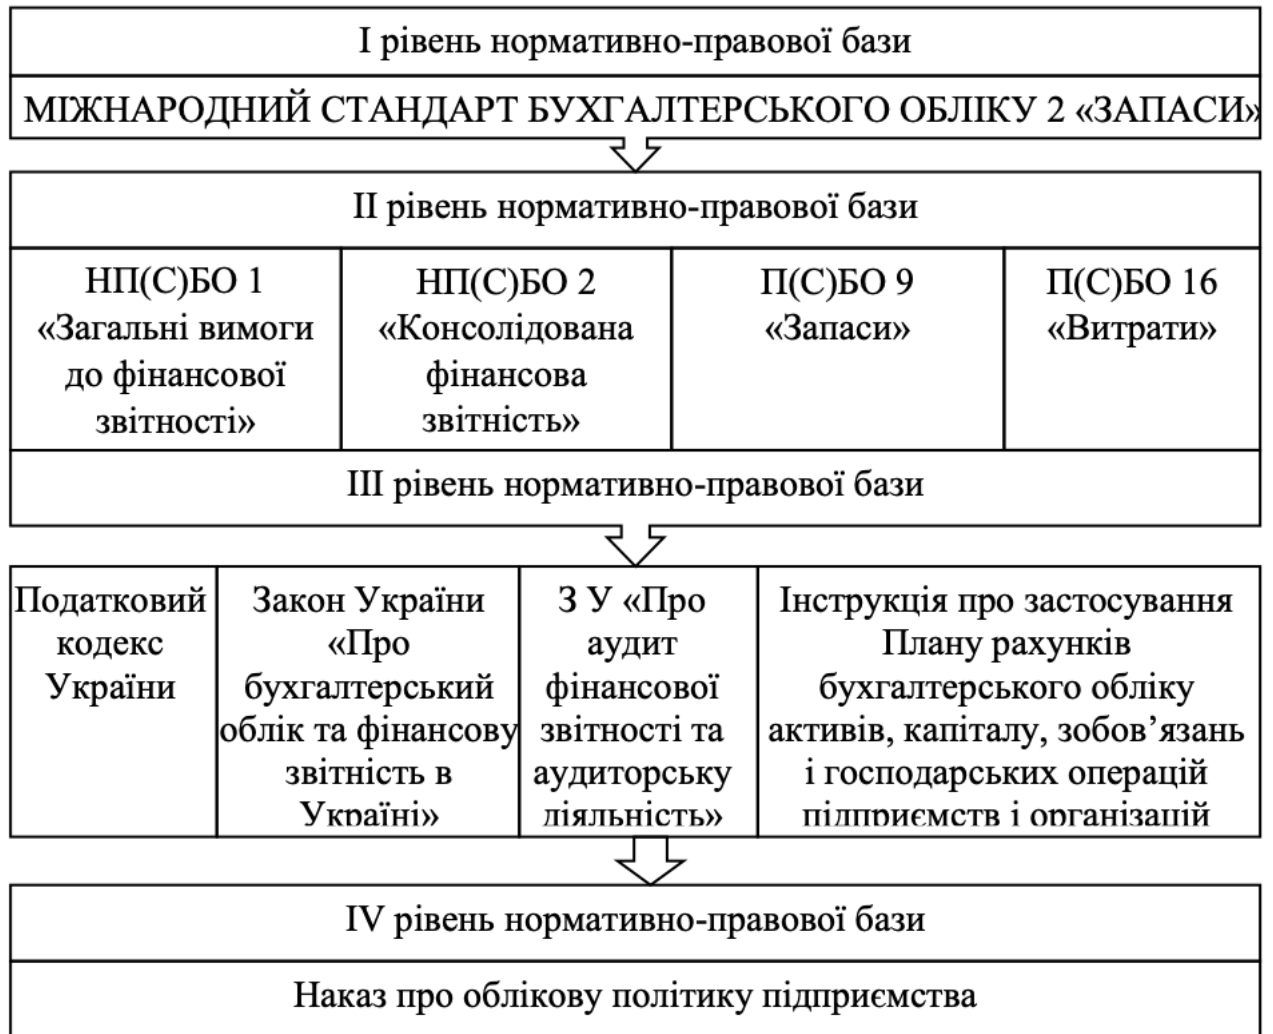 І рівень нормативно-правової бази
МІЖНАРОДНИЙ СТАНДАРТ БУХГАЛТЕРСЬКОГО ОБЛІКУ 2 «ЗАПАСИ»
ІІ рівень нормативно-правової бази
НП(С)БО 1
«Загальні вимоги
до фінансової
звітності»
НП(С)БО 2
«Консолідована
фінансова
звітність»
П(С)БО 9
«Запаси»
П(С)БО 16
«Витрати»
ІІІ рівень нормативно-правової бази
Податковий
кодекс
України
Закон України
«Про
бухгалтерський
облік та фінансову
звітність в
Україні»
З У «Про
аудит
фінансової
звітності та
аудиторську
діяльність»
Інструкція про застосування
Плану рахунків
бухгалтерського обліку
активів, капіталу, зобов’язань
і господарських операцій
підприємств і організацій
IV рівень нормативно-правової бази
Наказ про облікову політику підприємства